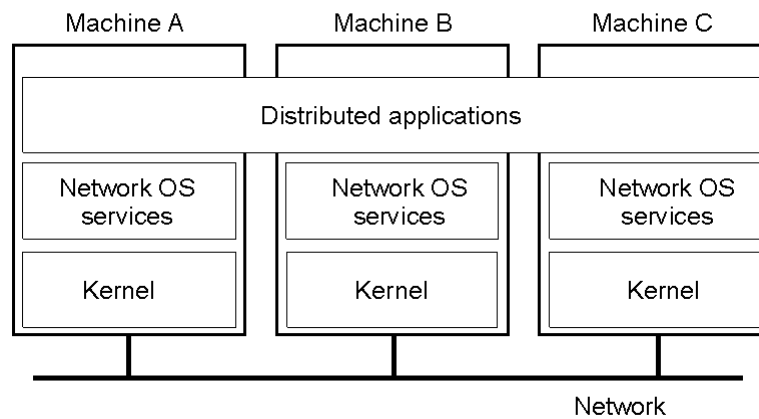 Machine A
Machine B
Machine C
Distributed applications
Network OS
services
Network OS
services
Network OS
services
Kernel
Kernel
Kernel
Network